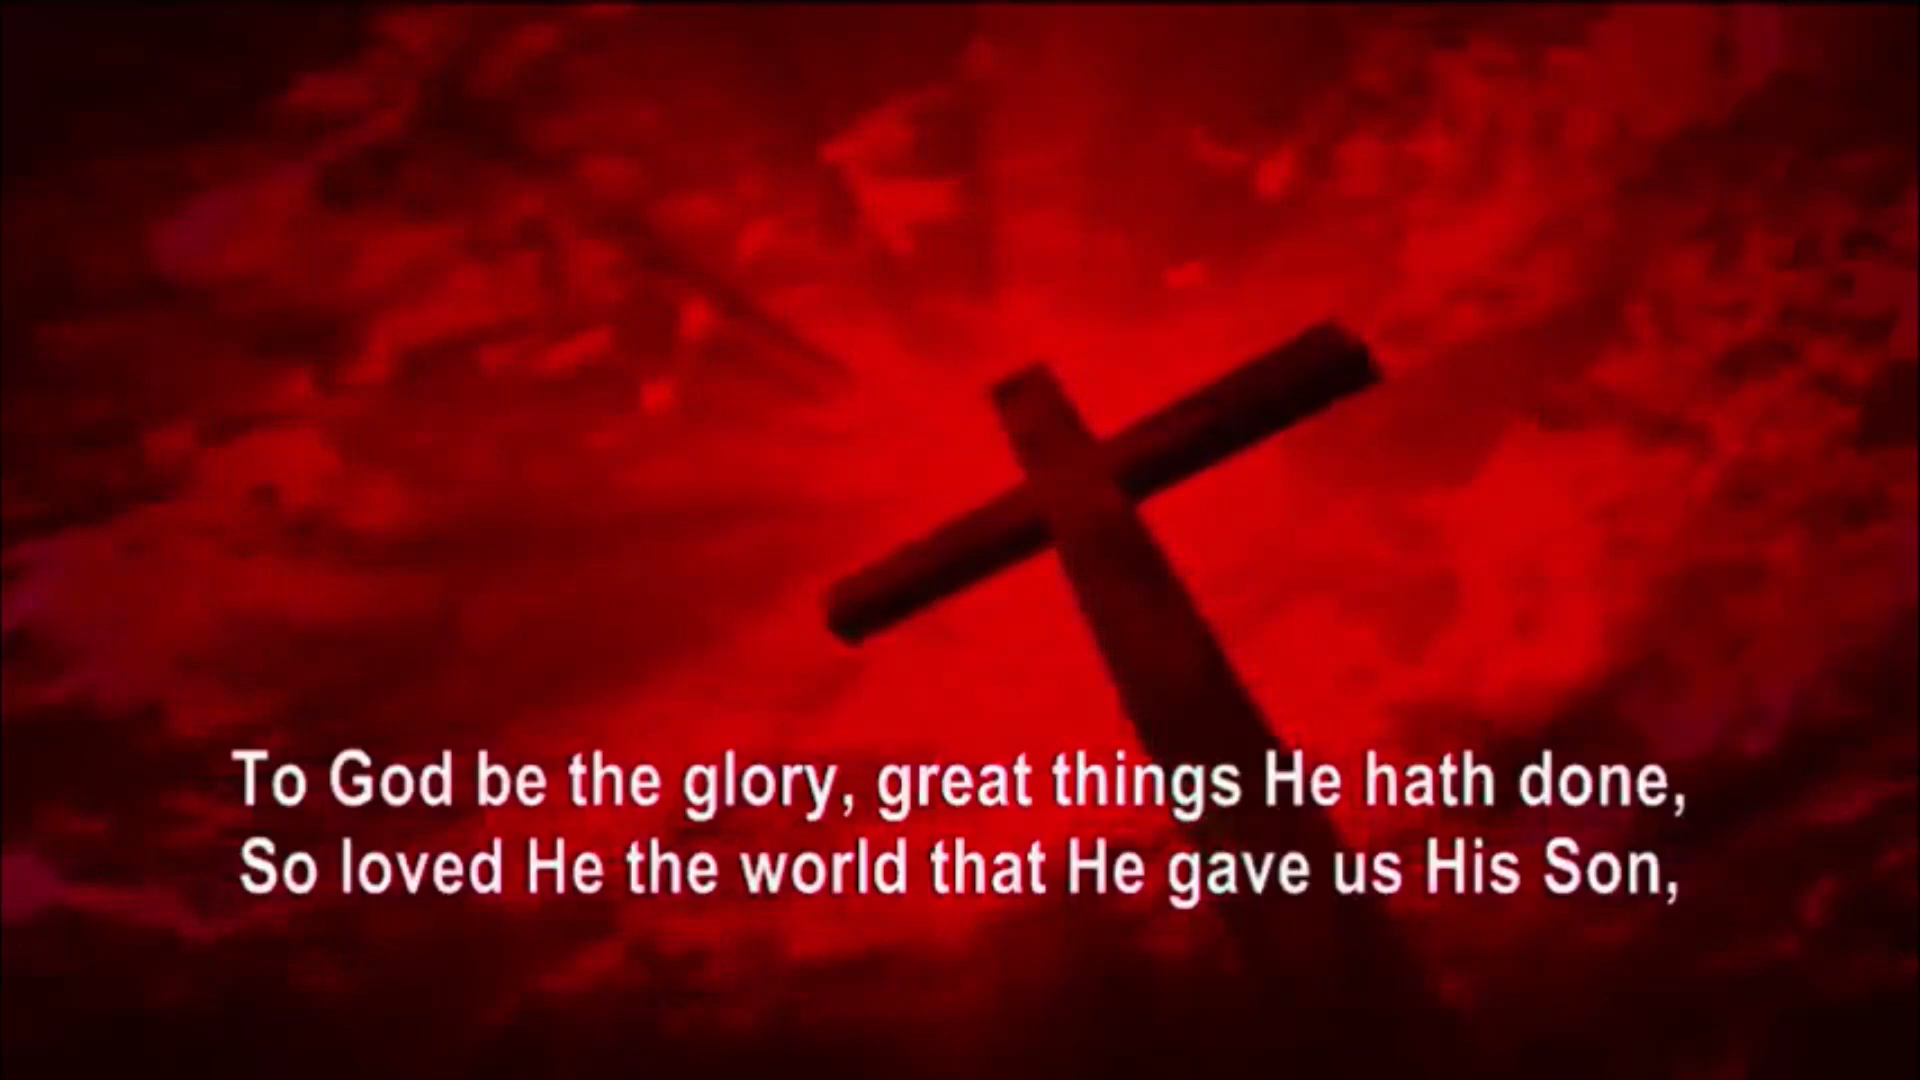 To God be the glory, great things He hath done,
So loved He the world that He gave us His Son,